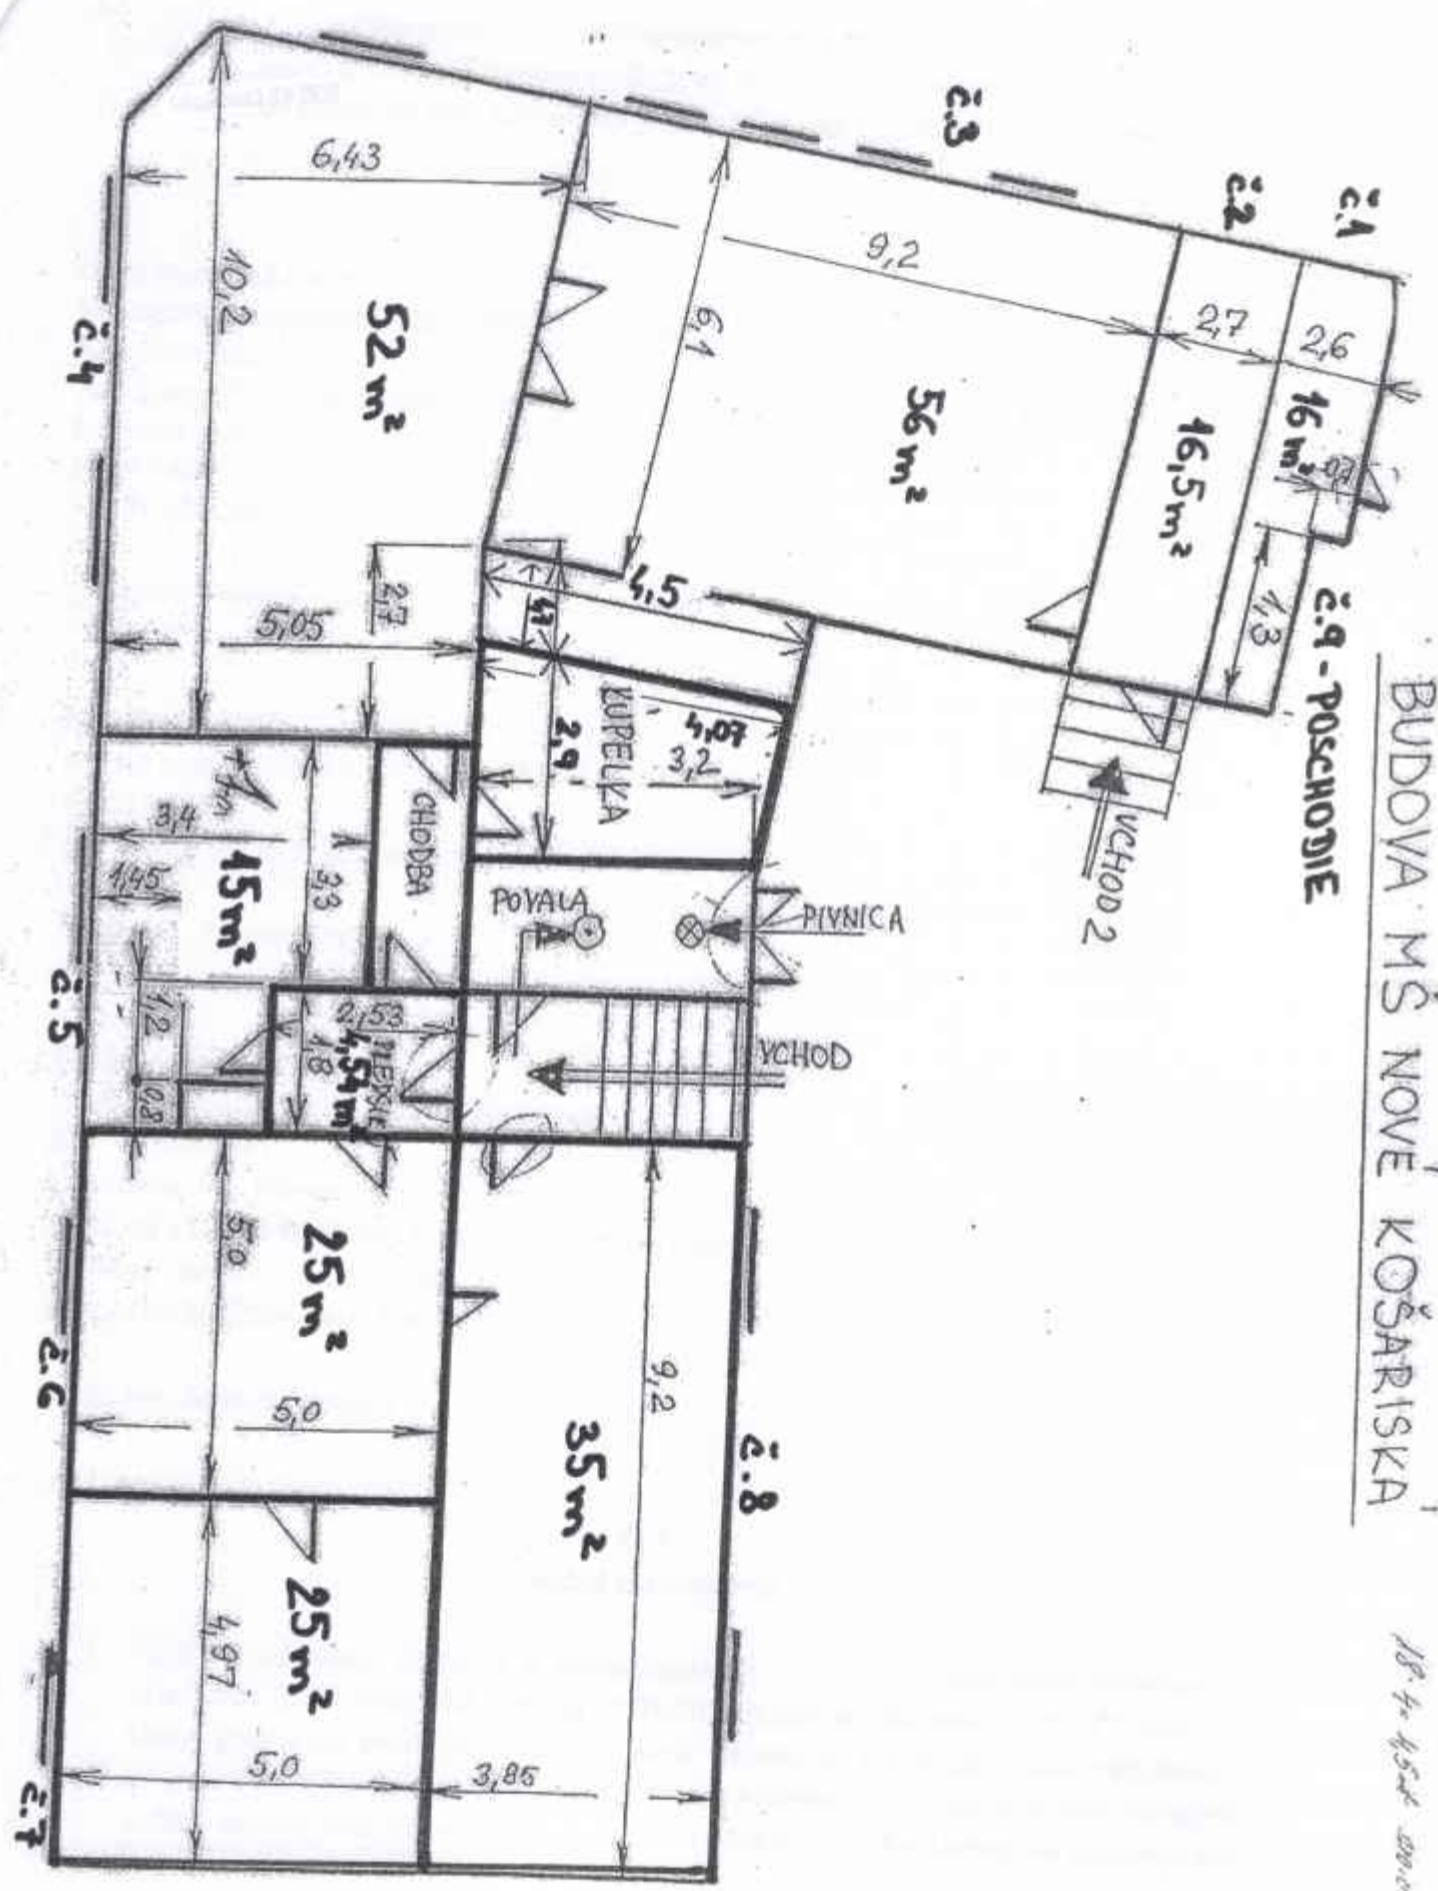 BUDOVA MŠ NOVÉ KOŠARISKÁ
č.1
č.2
č.3
č.9 - POSCHODIE
2,6
2,7
9,2
6,43
16 m²
0,7
1,3
16,5 m²
56 m²
6,1
52 m²
10,2
č.4
VCHOD 2
4,5
2,7
5,05
KUPELKA
4,07
3,2
2,9
CHODBA
3,4
3,3
1,45
15 m²
č.5
1,2
0,8
POVALA
PIVNICA
VCHOD
2,53
1,8
4,54 m²
25 m²
5,0
5,0
č.6
35 m²
9,2
č.8
25 m²
4,97
5,0
3,85
č.7